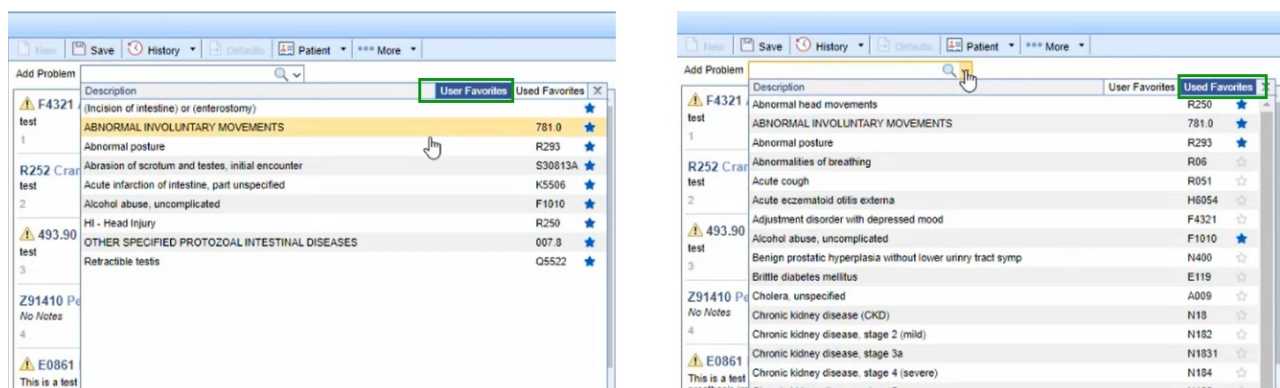 New Save History Defaults Patient More
Add Problem
Description User Favorites Used Favorites
(Incision of intestine) or (enterostomy)
ABNORMAL INVOLUNTARY MOVEMENTS 781.0
Abnormal posture R293
Abrasion of scrotum and testes, initial encounter S30813A
Acute infarction of intestine, part unspecified K5506
Alcohol abuse, uncomplicated F1010
HI - Head Injury R250
OTHER SPECIFIED PROTOZOAL INTESTINAL DISEASES 007.8
Retractible testis Q5522
F4321
test
1
R252 Cran
test
2
493.90
test
3
Z91410 Pe
No Notes
4
E0861
This is a test
New Save History Defaults Patient More
Add Problem
Description User Favorites Used Favorites
Abnormal head movements R250
ABNORMAL INVOLUNTARY MOVEMENTS 781.0
Abnormal posture R293
Abnormalities of breathing R06
Acute cough R051
Acute eczematoid otitis externa H6054
Adjustment disorder with depressed mood F4321
Alcohol abuse, uncomplicated F1010
Benign prostatic hyperplasia without lower urinry tract symp N400
Brittle diabetes mellitus E119
Cholera, unspecified A009
Chronic kidney disease (CKD) N18
Chronic kidney disease, stage 2 (mild) N182
Chronic kidney disease, stage 3a N1831
Chronic kidney disease, stage 4 (severe) N184
F4321
test
1
R252 Cran
test
2
493.90
test
3
Z91410 Pe
No Notes
4
E0861
This is a test